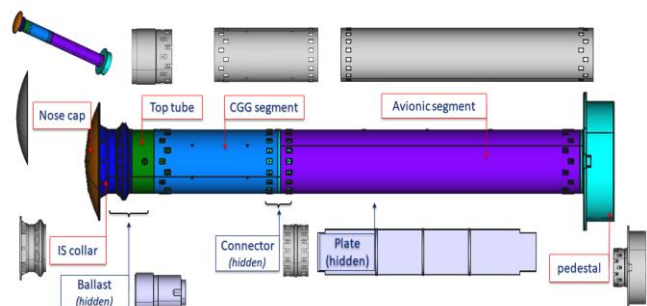 Nose cap
Top tube
CGG segment
Avionic segment
IS collar
Ballast
(hidden)
Connector
(hidden)
Plate
(hidden)
pedestal